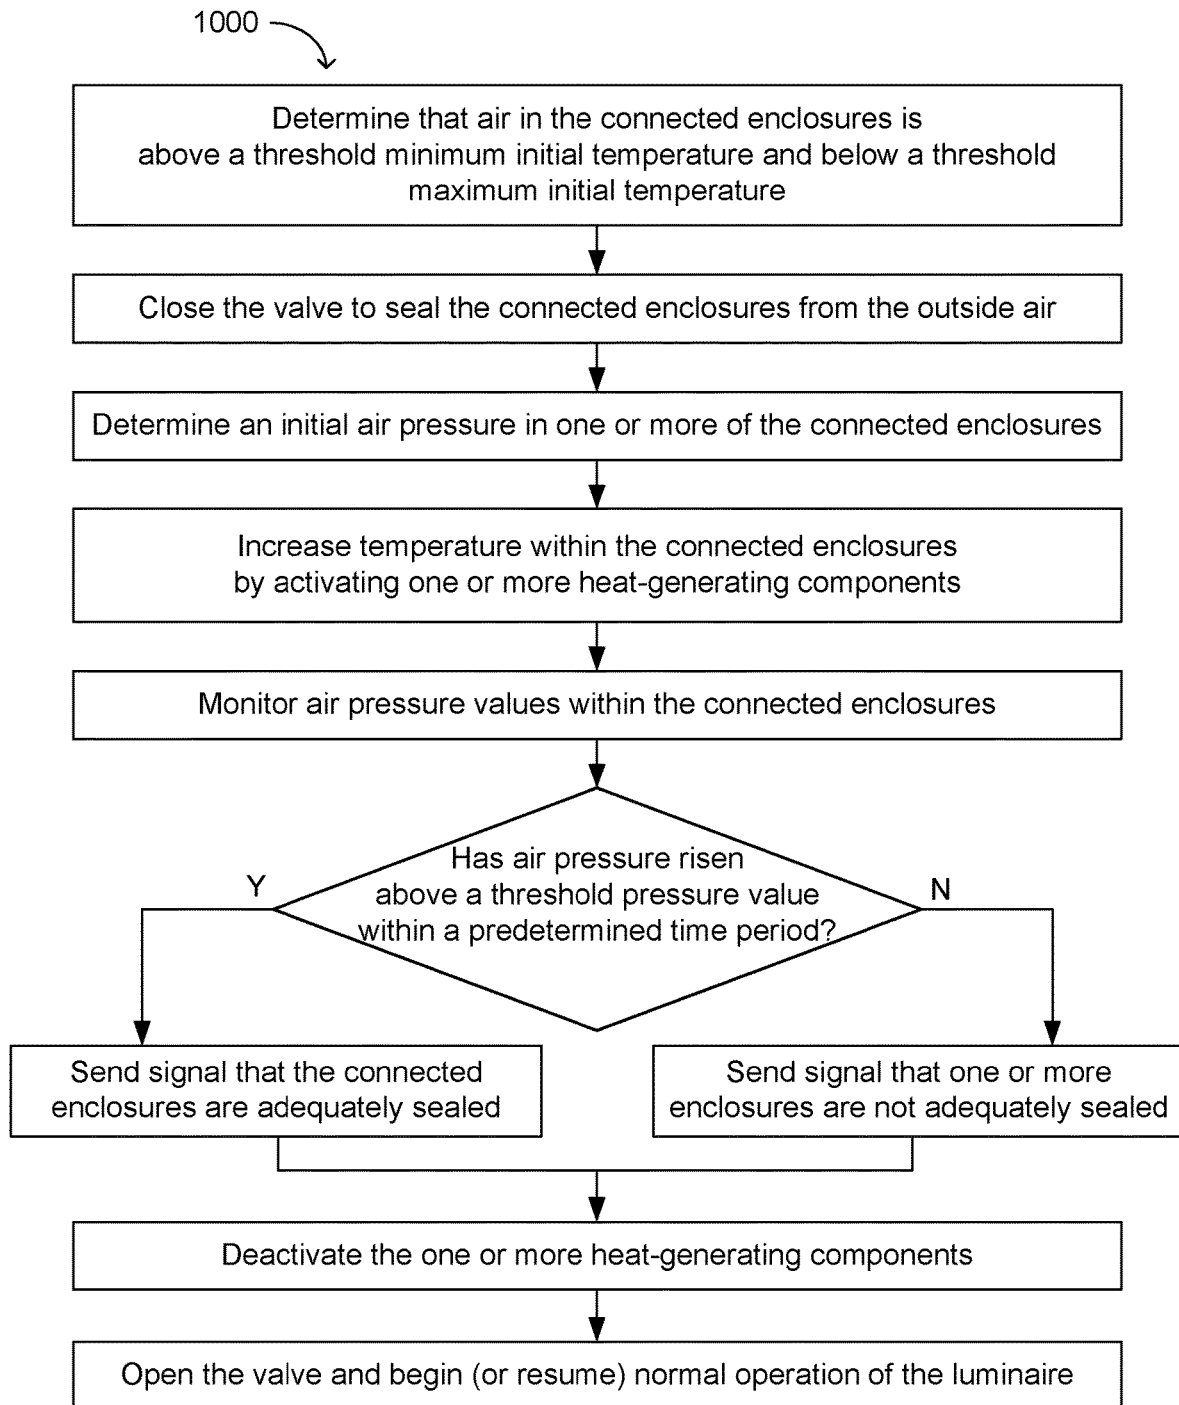 1000
Determine that air in the connected enclosures is
above a threshold minimum initial temperature and below a threshold
maximum initial temperature
Close the valve to seal the connected enclosures from the outside air
Determine an initial air pressure in one or more of the connected enclosures
Increase temperature within the connected enclosures
by activating one or more heat-generating components
Monitor air pressure values within the connected enclosures
Has air pressure risen
above a threshold pressure value
within a predetermined time period?
Y
N
Send signal that the connected
enclosures are adequately sealed
Send signal that one or more
enclosures are not adequately sealed
Deactivate the one or more heat-generating components
Open the valve and begin (or resume) normal operation of the luminaire